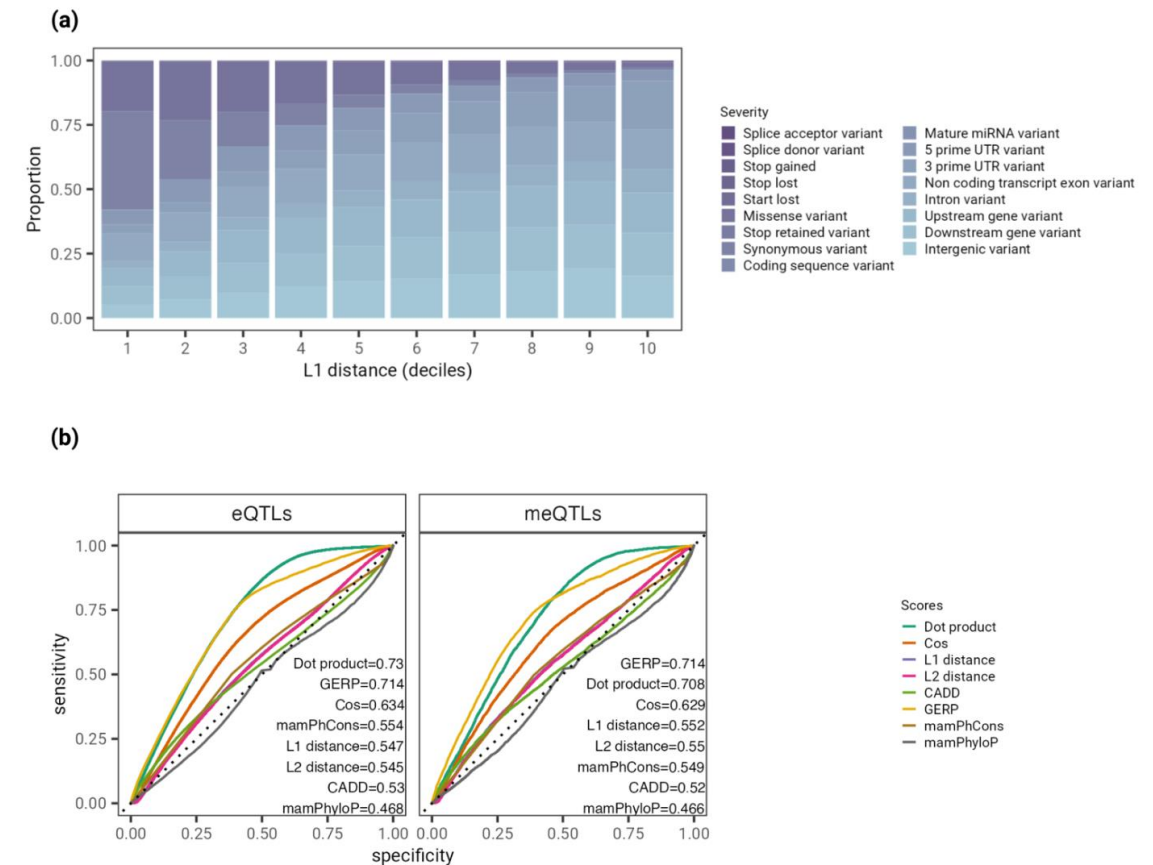 (a)
1.00
0.75
0.50
0.25
0.00
Proportion
1 2 3 4 5 6 7 8 9 10
L1 distance (deciles)
Severity
Splice acceptor variant
Splice donor variant
Stop gained
Stop lost
Start lost
Missense variant
Stop retained variant
Synonymous variant
Coding sequence variant
Mature miRNA variant
5 prime UTR variant
3 prime UTR variant
Non coding transcript exon variant
Intron variant
Upstream gene variant
Downstream gene variant
Intergenic variant
(b)
eQTLs
meQTLs
1.00
0.75
0.50
0.25
0.00
sensitivity
Dot product=0.73
GERP=0.714
Cos=0.634
mamPhCons=0.554
L1 distance=0.547
L2 distance=0.545
CADD=0.53
mamPhyloP=0.468
GERP=0.714
Dot product=0.708
Cos=0.629
L1 distance=0.552
L2 distance=0.55
mamPhCons=0.549
CADD=0.52
mamPhyloP=0.466
0.00 0.25 0.50 0.75 1.00
0.00 0.25 0.50 0.75 1.00
specificity
Scores
Dot product
Cos
L1 distance
L2 distance
CADD
GERP
mamPhCons
mamPhyloP